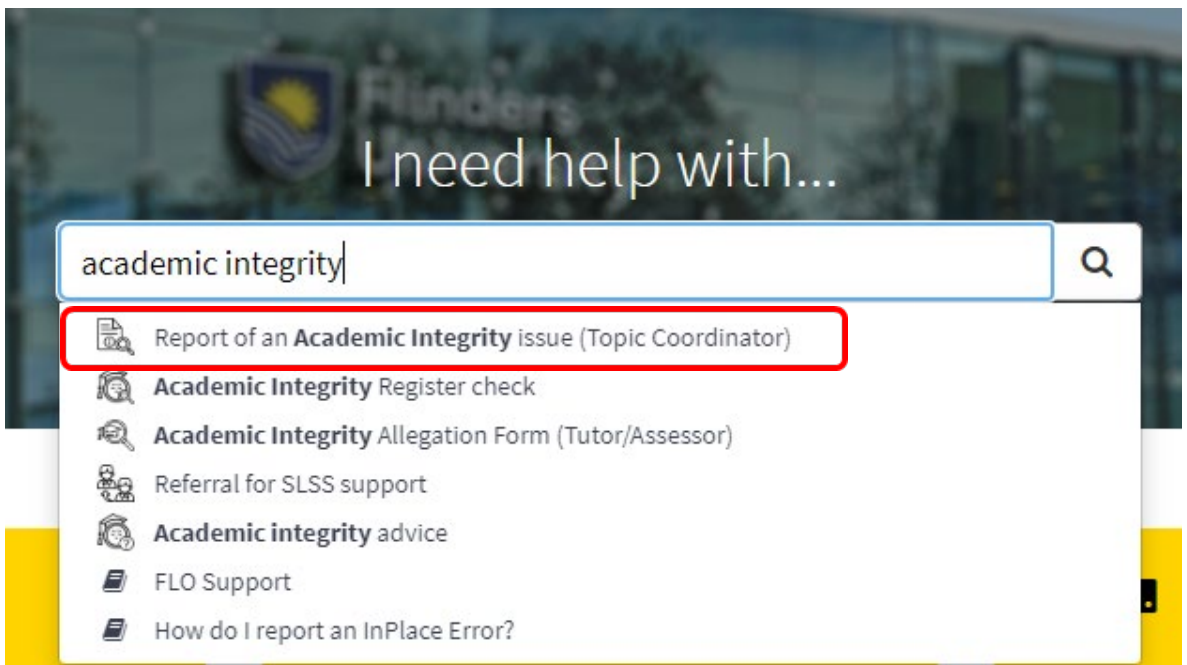 Flinders
I need help with...
academic integrity
Report of an Academic Integrity issue (Topic Coordinator)
Academic Integrity Register check
Academic Integrity Allegation Form (Tutor/Assessor)
Referral for SLSS support
Academic integrity advice
FLO Support
How do I report an InPlace Error?